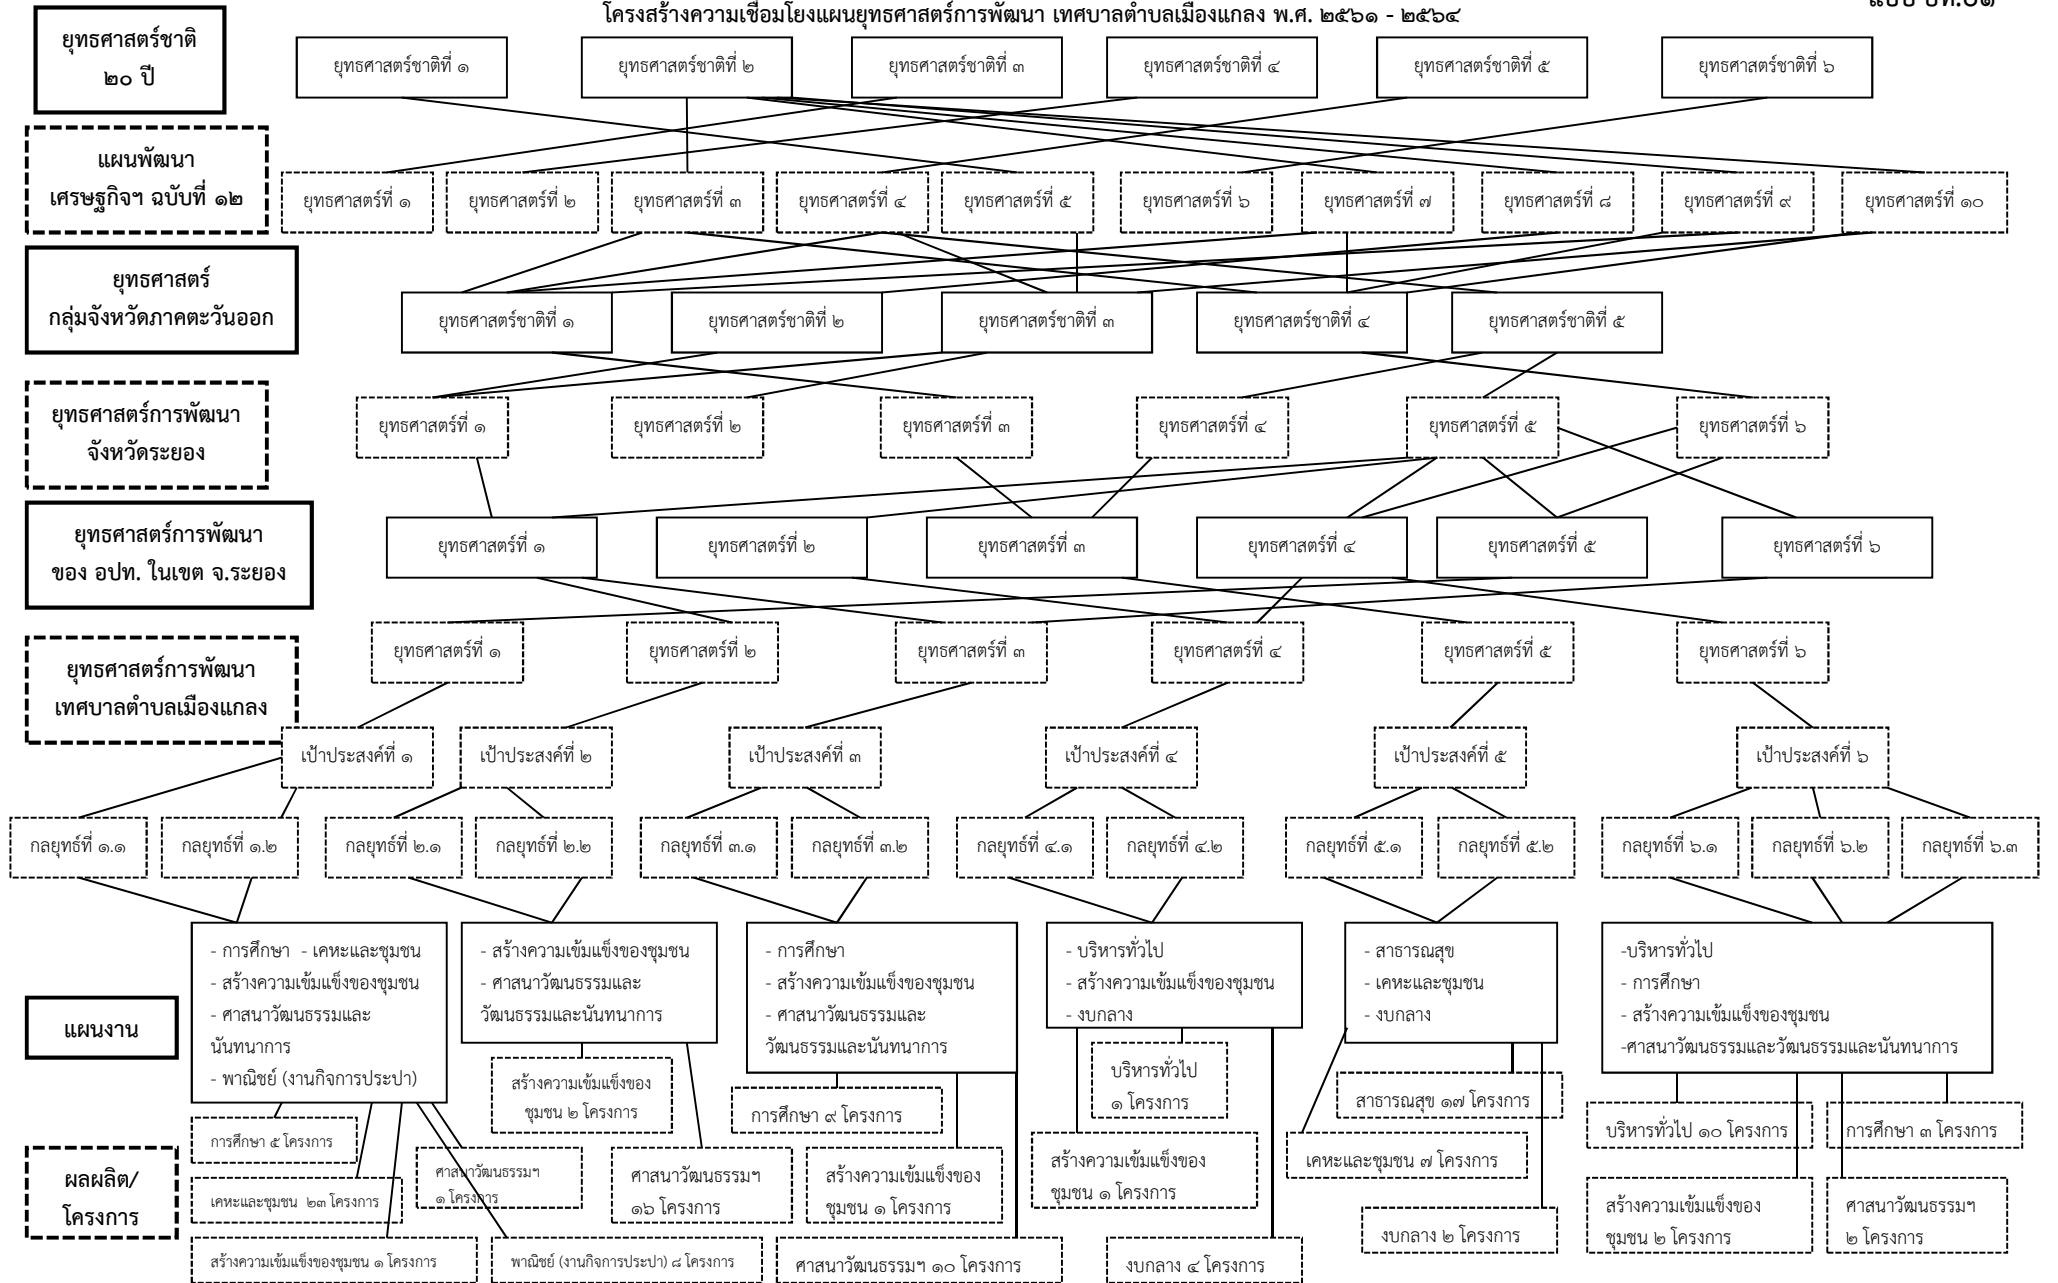 โครงสร้างความเชื่อมโยงแผนยุทธศาสตร์การพัฒนา เทศบาลตำบลเมืองแกลง พ.ศ. ๒๕๖๑ - ๒๕๖๔
ยุทธศาสตร์ชาติ
๒๐ ปี
ยุทธศาสตร์ชาติที่ ๑
ยุทธศาสตร์ชาติที่ ๒
ยุทธศาสตร์ชาติที่ ๓
ยุทธศาสตร์ชาติที่ ๔
ยุทธศาสตร์ชาติที่ ๕
ยุทธศาสตร์ชาติที่ ๖
แผนพัฒนา
เศรษฐกิจฯ ฉบับที่ ๑๒
ยุทธศาสตร์ที่ ๑
ยุทธศาสตร์ที่ ๒
ยุทธศาสตร์ที่ ๓
ยุทธศาสตร์ที่ ๔
ยุทธศาสตร์ที่ ๕
ยุทธศาสตร์ที่ ๖
ยุทธศาสตร์ที่ ๗
ยุทธศาสตร์ที่ ๘
ยุทธศาสตร์ที่ ๙
ยุทธศาสตร์ที่ ๑๐
ยุทธศาสตร์
กลุ่มจังหวัดภาคตะวันออก
ยุทธศาสตร์ชาติที่ ๑
ยุทธศาสตร์ชาติที่ ๒
ยุทธศาสตร์ชาติที่ ๓
ยุทธศาสตร์ชาติที่ ๔
ยุทธศาสตร์ชาติที่ ๕
ยุทธศาสตร์การพัฒนา
จังหวัดระยอง
ยุทธศาสตร์ที่ ๑
ยุทธศาสตร์ที่ ๒
ยุทธศาสตร์ที่ ๓
ยุทธศาสตร์ที่ ๔
ยุทธศาสตร์ที่ ๕
ยุทธศาสตร์ที่ ๖
ยุทธศาสตร์การพัฒนา
ของ อปท. ในเขต จ.ระยอง
ยุทธศาสตร์ที่ ๑
ยุทธศาสตร์ที่ ๒
ยุทธศาสตร์ที่ ๓
ยุทธศาสตร์ที่ ๔
ยุทธศาสตร์ที่ ๕
ยุทธศาสตร์ที่ ๖
ยุทธศาสตร์การพัฒนา
เทศบาลตำบลเมืองแกลง
ยุทธศาสตร์ที่ ๑
ยุทธศาสตร์ที่ ๒
ยุทธศาสตร์ที่ ๓
ยุทธศาสตร์ที่ ๔
ยุทธศาสตร์ที่ ๕
ยุทธศาสตร์ที่ ๖
เป้าประสงค์ที่ ๑
เป้าประสงค์ที่ ๒
เป้าประสงค์ที่ ๓
เป้าประสงค์ที่ ๔
เป้าประสงค์ที่ ๕
เป้าประสงค์ที่ ๖
กลยุทธ์ที่ ๑.๑
กลยุทธ์ที่ ๑.๒
กลยุทธ์ที่ ๒.๑
กลยุทธ์ที่ ๒.๒
กลยุทธ์ที่ ๓.๑
กลยุทธ์ที่ ๓.๒
กลยุทธ์ที่ ๔.๑
กลยุทธ์ที่ ๔.๒
กลยุทธ์ที่ ๕.๑
กลยุทธ์ที่ ๕.๒
กลยุทธ์ที่ ๖.๑
กลยุทธ์ที่ ๖.๒
กลยุทธ์ที่ ๖.๓
แผนงาน
- การศึกษา - เคหะและชุมชน
- สร้างความเข้มแข็งของชุมชน
- ศาสนาวัฒนธรรมและ
นันทนาการ
- พาณิชย์ (งานกิจการประปา)
- สร้างความเข้มแข็งของชุมชน
- ศาสนาวัฒนธรรมและ
วัฒนธรรมและนันทนาการ
- การศึกษา
- สร้างความเข้มแข็งของชุมชน
- ศาสนาวัฒนธรรมและ
วัฒนธรรมและนันทนาการ
- บริหารทั่วไป
- สร้างความเข้มแข็งของชุมชน
- งบกลาง
- สาธารณสุข
- เคหะและชุมชน
- งบกลาง
-บริหารทั่วไป
- การศึกษา
- สร้างความเข้มแข็งของชุมชน
-ศาสนาวัฒนธรรมและวัฒนธรรมและนันทนาการ
ผลผลิต/
โครงการ
การศึกษา ๕ โครงการ
เคหะและชุมชน ๒๓ โครงการ
สร้างความเข้มแข็งของชุมชน ๑ โครงการ
ศาสนาวัฒนธรรมฯ
๑ โครงการ
พาณิชย์ (งานกิจการประปา) ๘ โครงการ
สร้างความเข้มแข็งของ
ชุมชน ๒ โครงการ
ศาสนาวัฒนธรรมฯ
๑๖ โครงการ
การศึกษา ๙ โครงการ
สร้างความเข้มแข็งของ
ชุมชน ๑ โครงการ
ศาสนาวัฒนธรรมฯ ๑๐ โครงการ
บริหารทั่วไป
๑ โครงการ
สร้างความเข้มแข็งของ
ชุมชน ๑ โครงการ
งบกลาง ๔ โครงการ
สาธารณสุข ๑๗ โครงการ
เคหะและชุมชน ๗ โครงการ
งบกลาง ๒ โครงการ
บริหารทั่วไป ๑๐ โครงการ
การศึกษา ๓ โครงการ
สร้างความเข้มแข็งของ
ชุมชน ๒ โครงการ
ศาสนาวัฒนธรรมฯ
๒ โครงการ